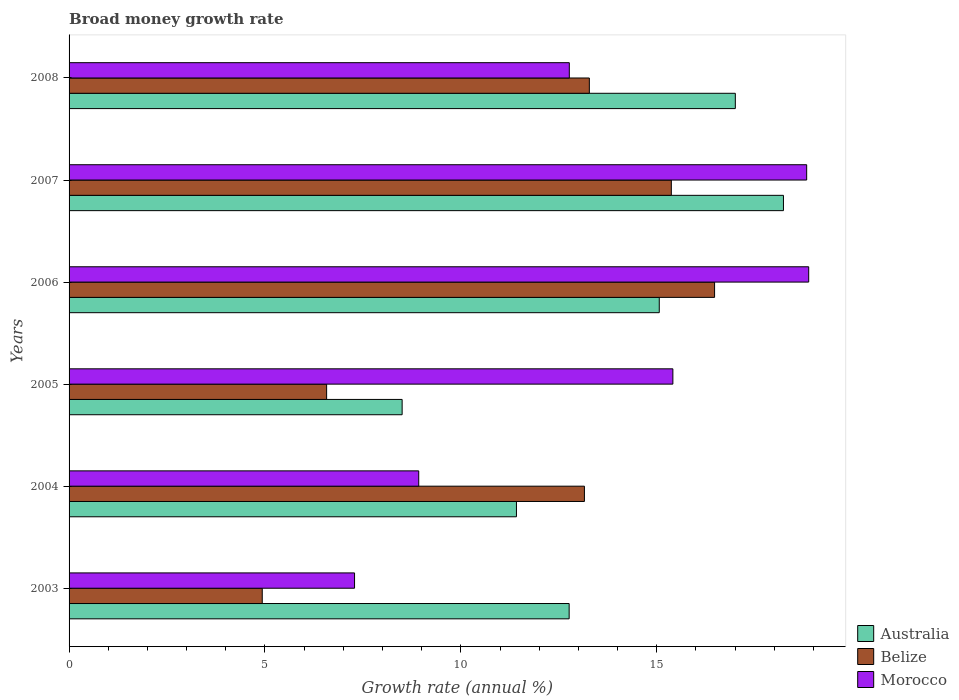 Broad money growth rate
2008
2007
2006
2005
2004
2003
Years
0
5
10
15
Growth rate (annual %)
Australia
Belize
Morocco